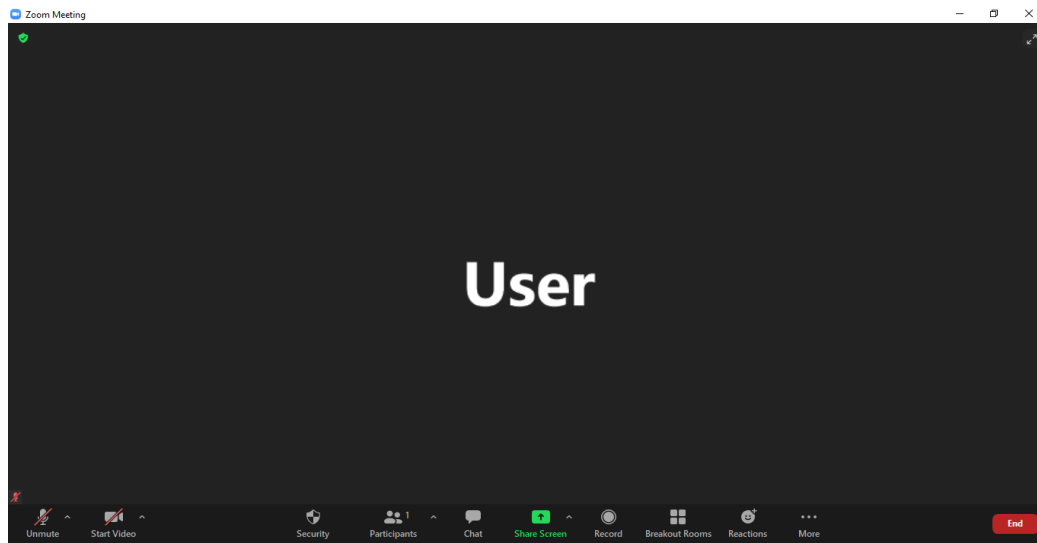 Zoom Meeting
User
Unmute
Start Video
Security
Participants
1
Chat
Share Screen
Record
Breakout Rooms
Reactions
More
End